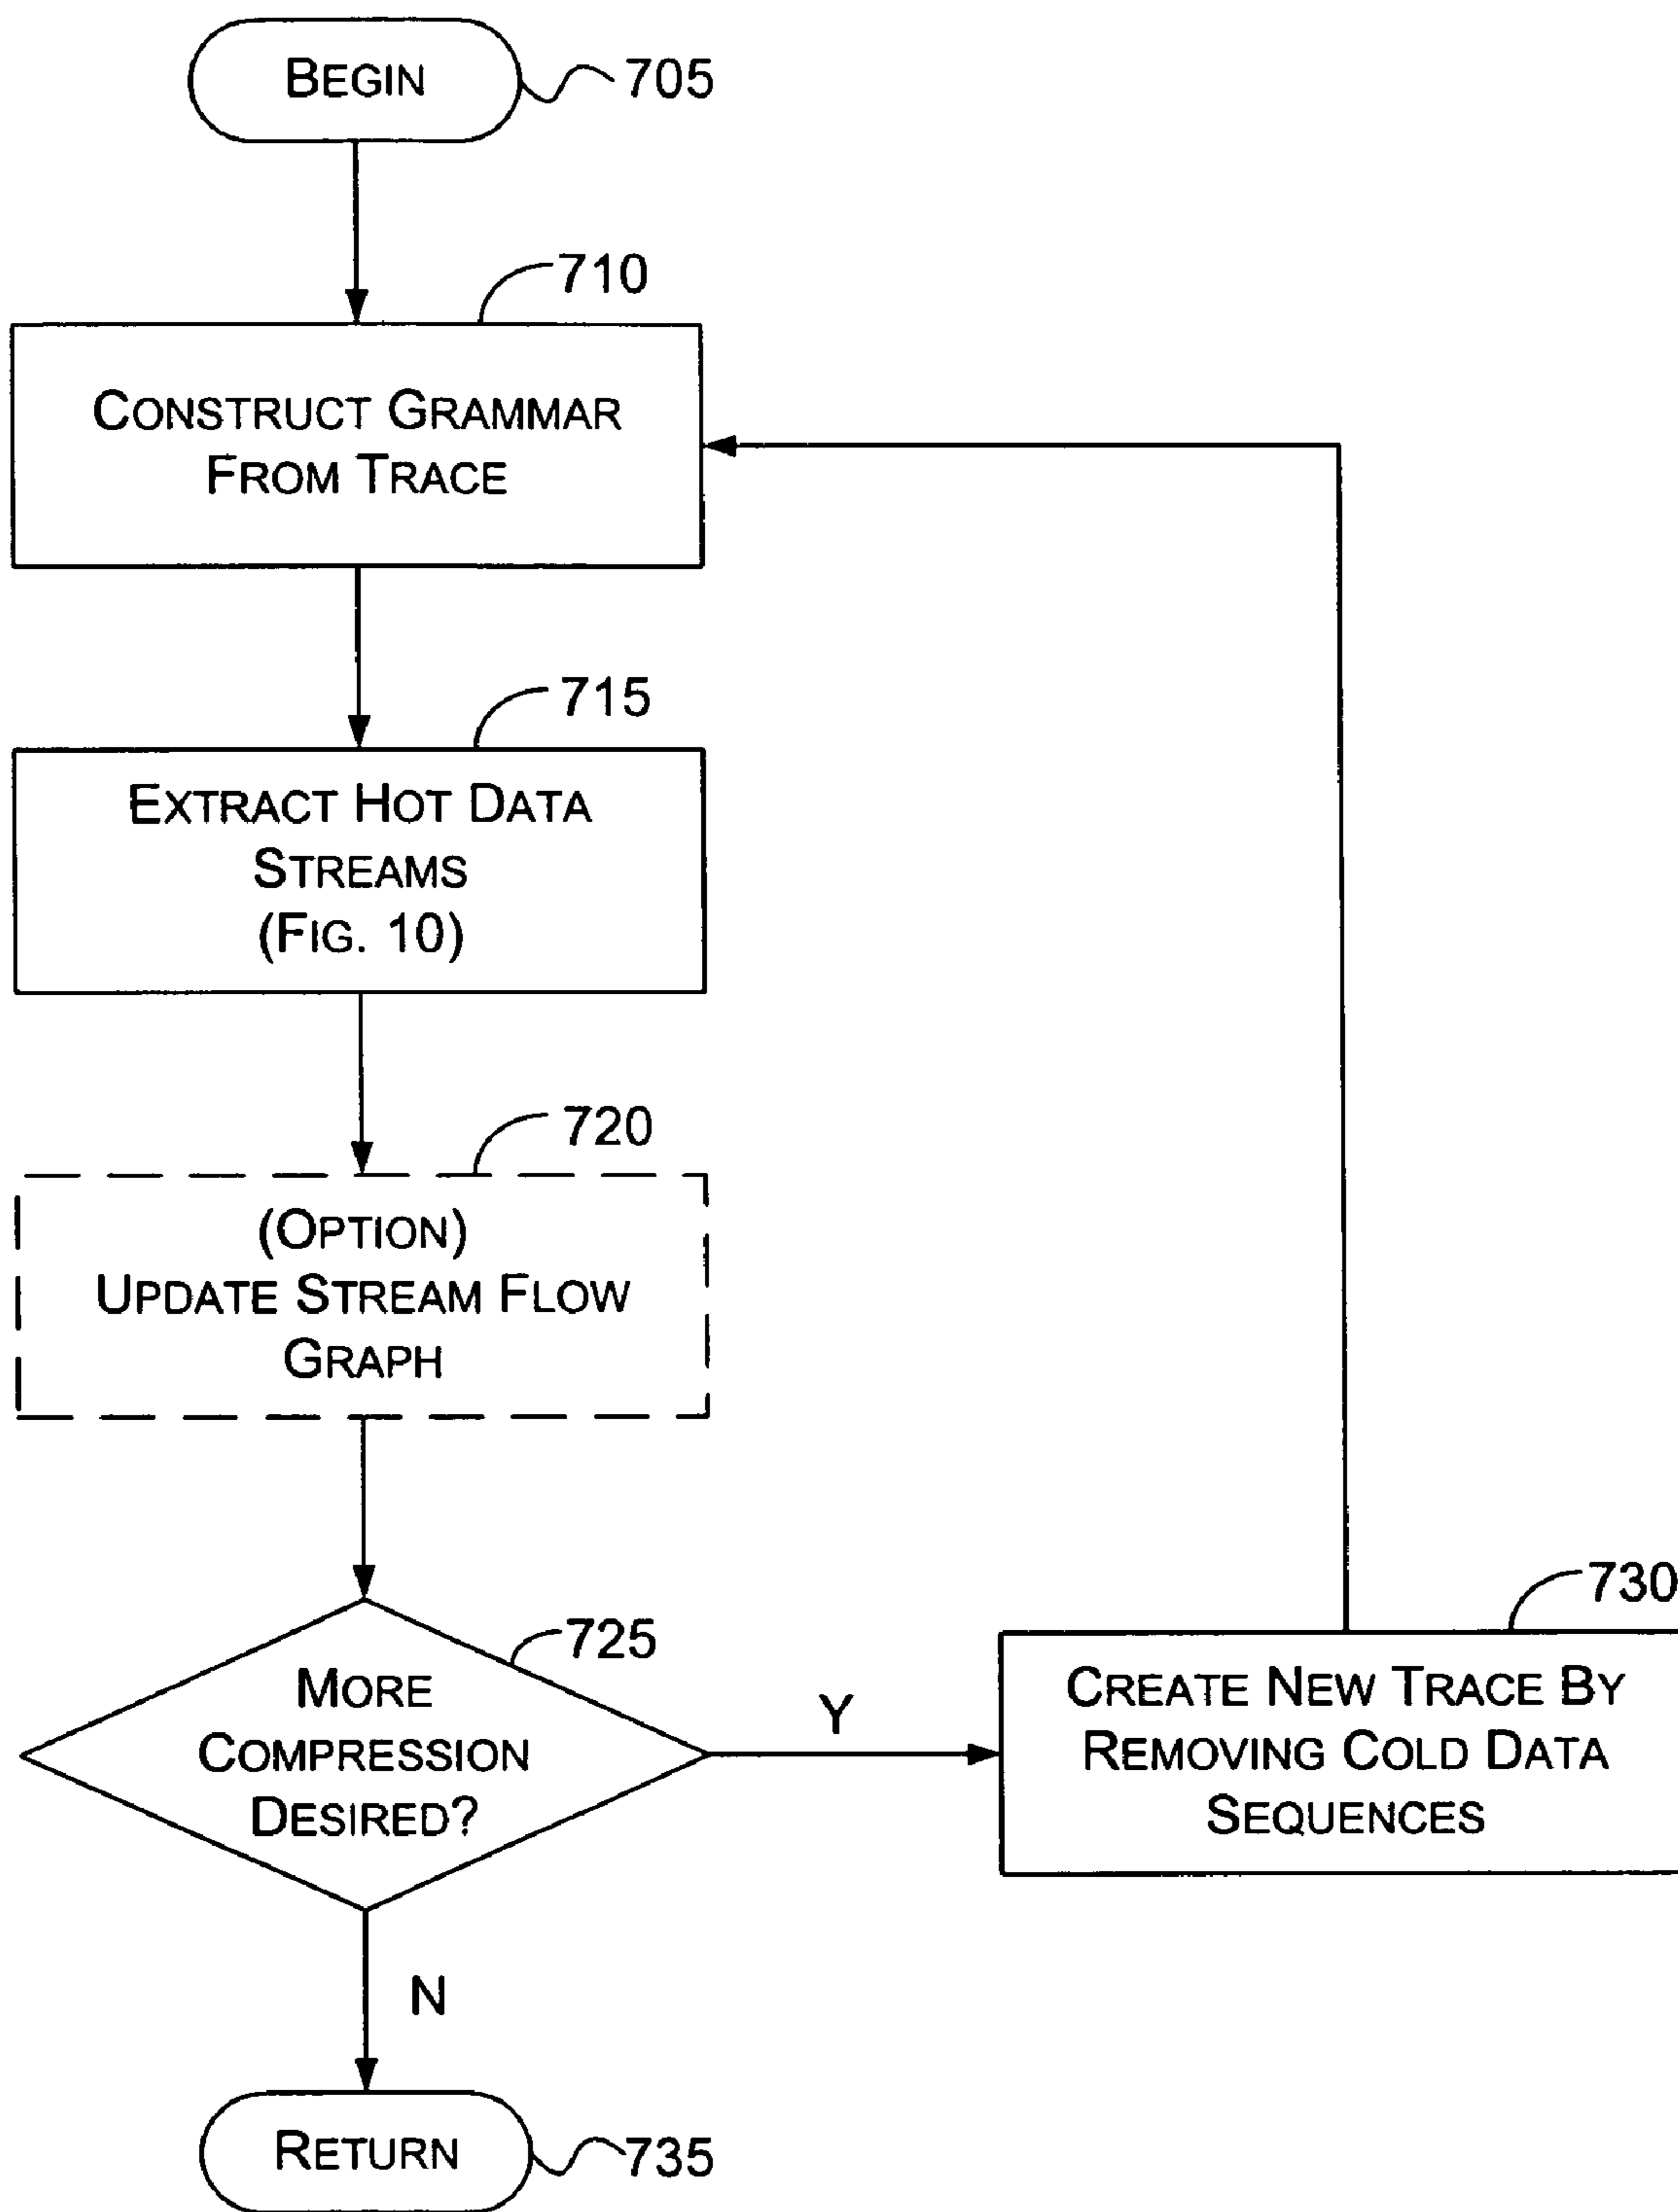 BEGIN
705
710
CONSTRUCT GRAMMAR
FROM TRACE
715
EXTRACT HOT DATA
STREAMS
(FIG. 10)
720
(OPTION)
UPDATE STREAM FLOW
GRAPH
725
MORE
COMPRESSION
DESIRED?
Y
730
CREATE NEW TRACE BY
REMOVING COLD DATA
SEQUENCES
N
RETURN
735